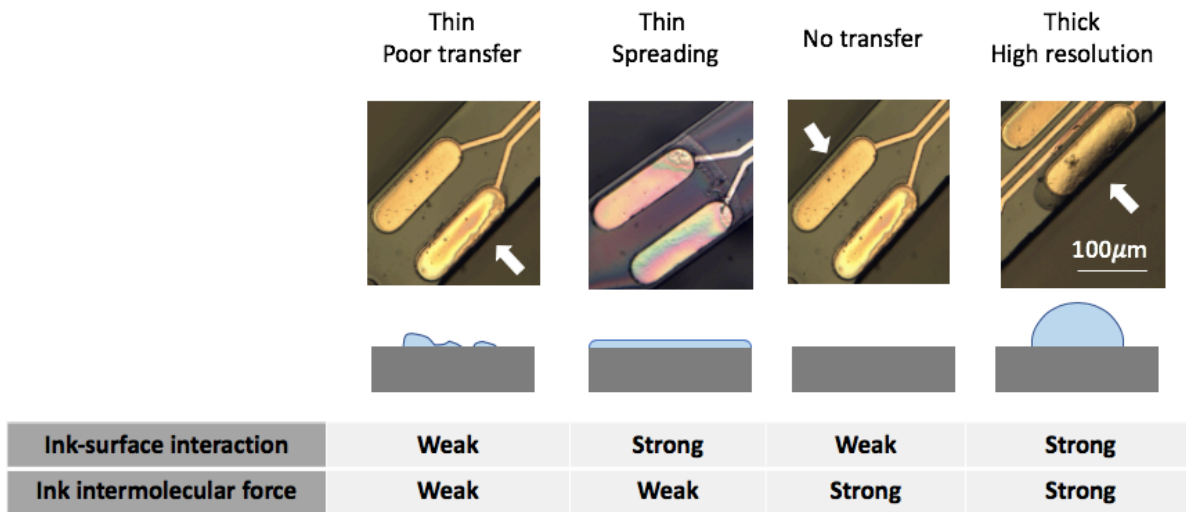 Thin
Poor transfer
Thin
Spreading
No transfer
Thick
High resolution
100μm
Ink-surface interaction Weak Strong Weak Strong
Ink intermolecular force Weak Weak Strong Strong